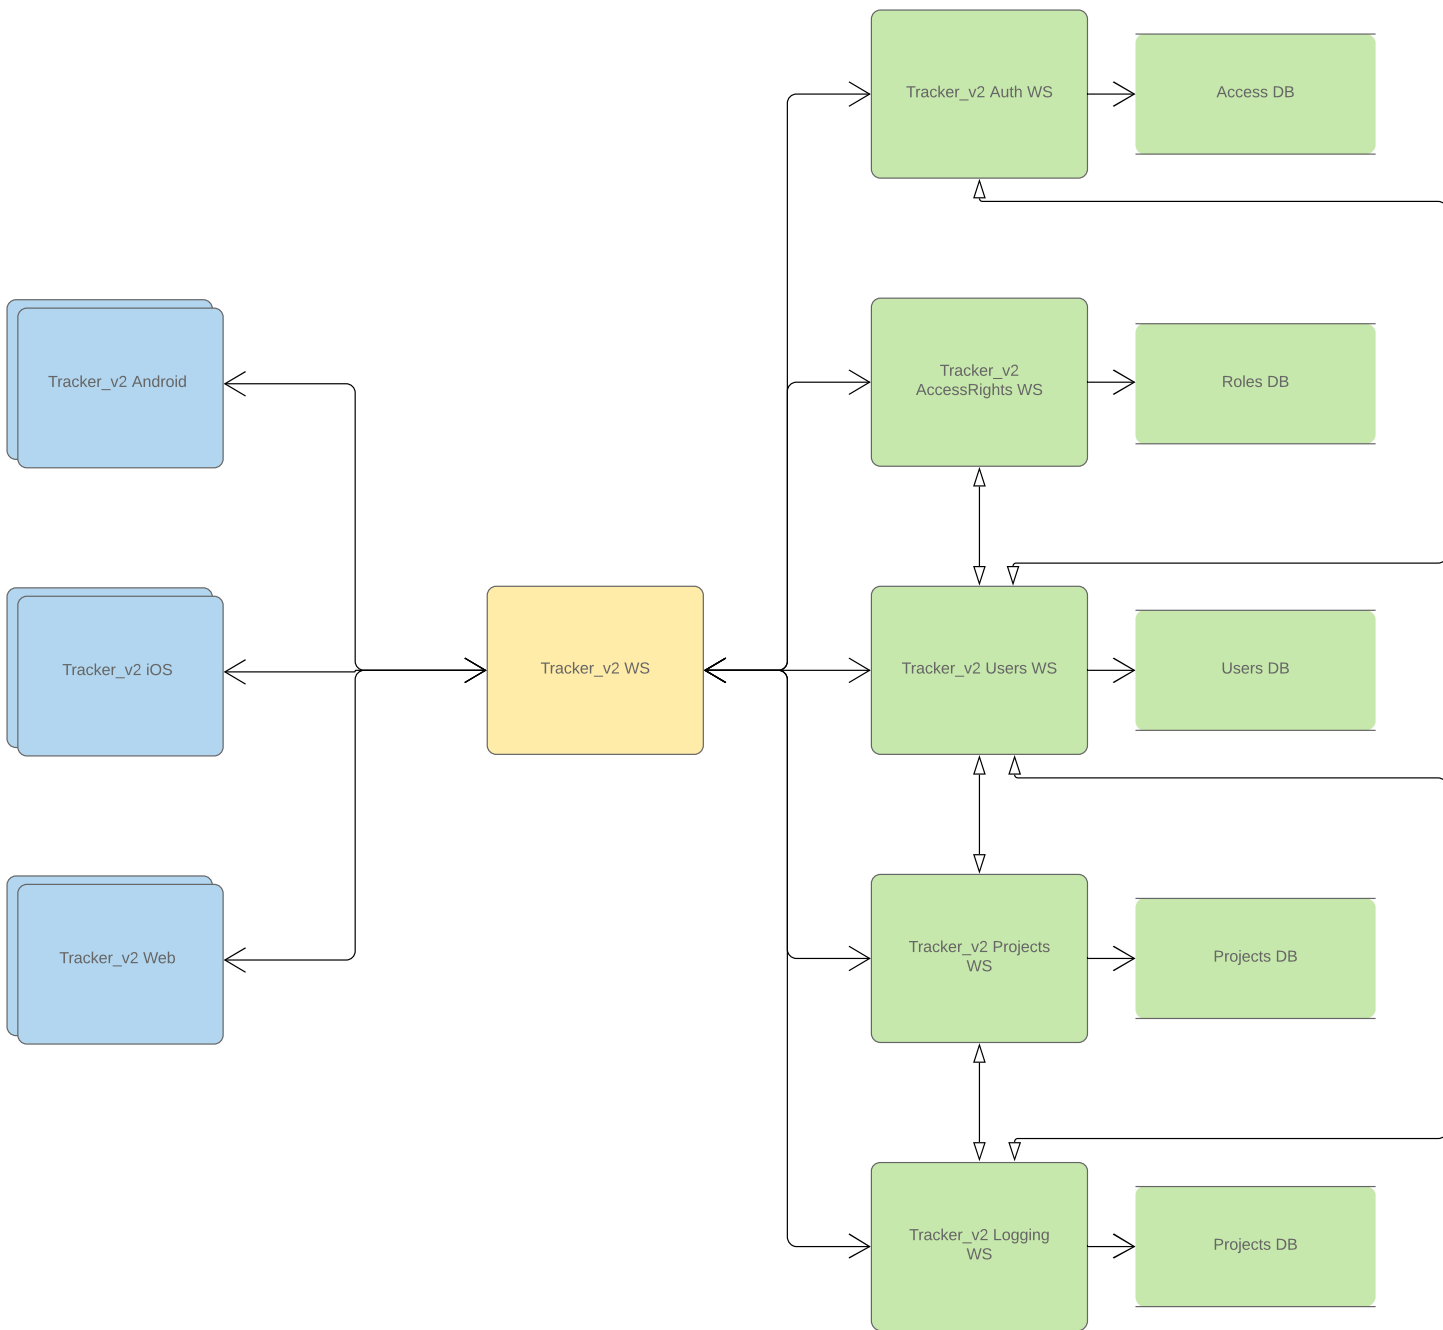 Tracker_v2 Auth WS
Access DB
Tracker_v2 Android
Tracker_v2
AccessRights WS
Roles DB
Tracker_v2 iOS
Tracker_v2 WS
Tracker_v2 Users WS
Users DB
Tracker_v2 Web
Tracker_v2 Projects
WS
Projects DB
Tracker_v2 Logging
WS
Projects DB